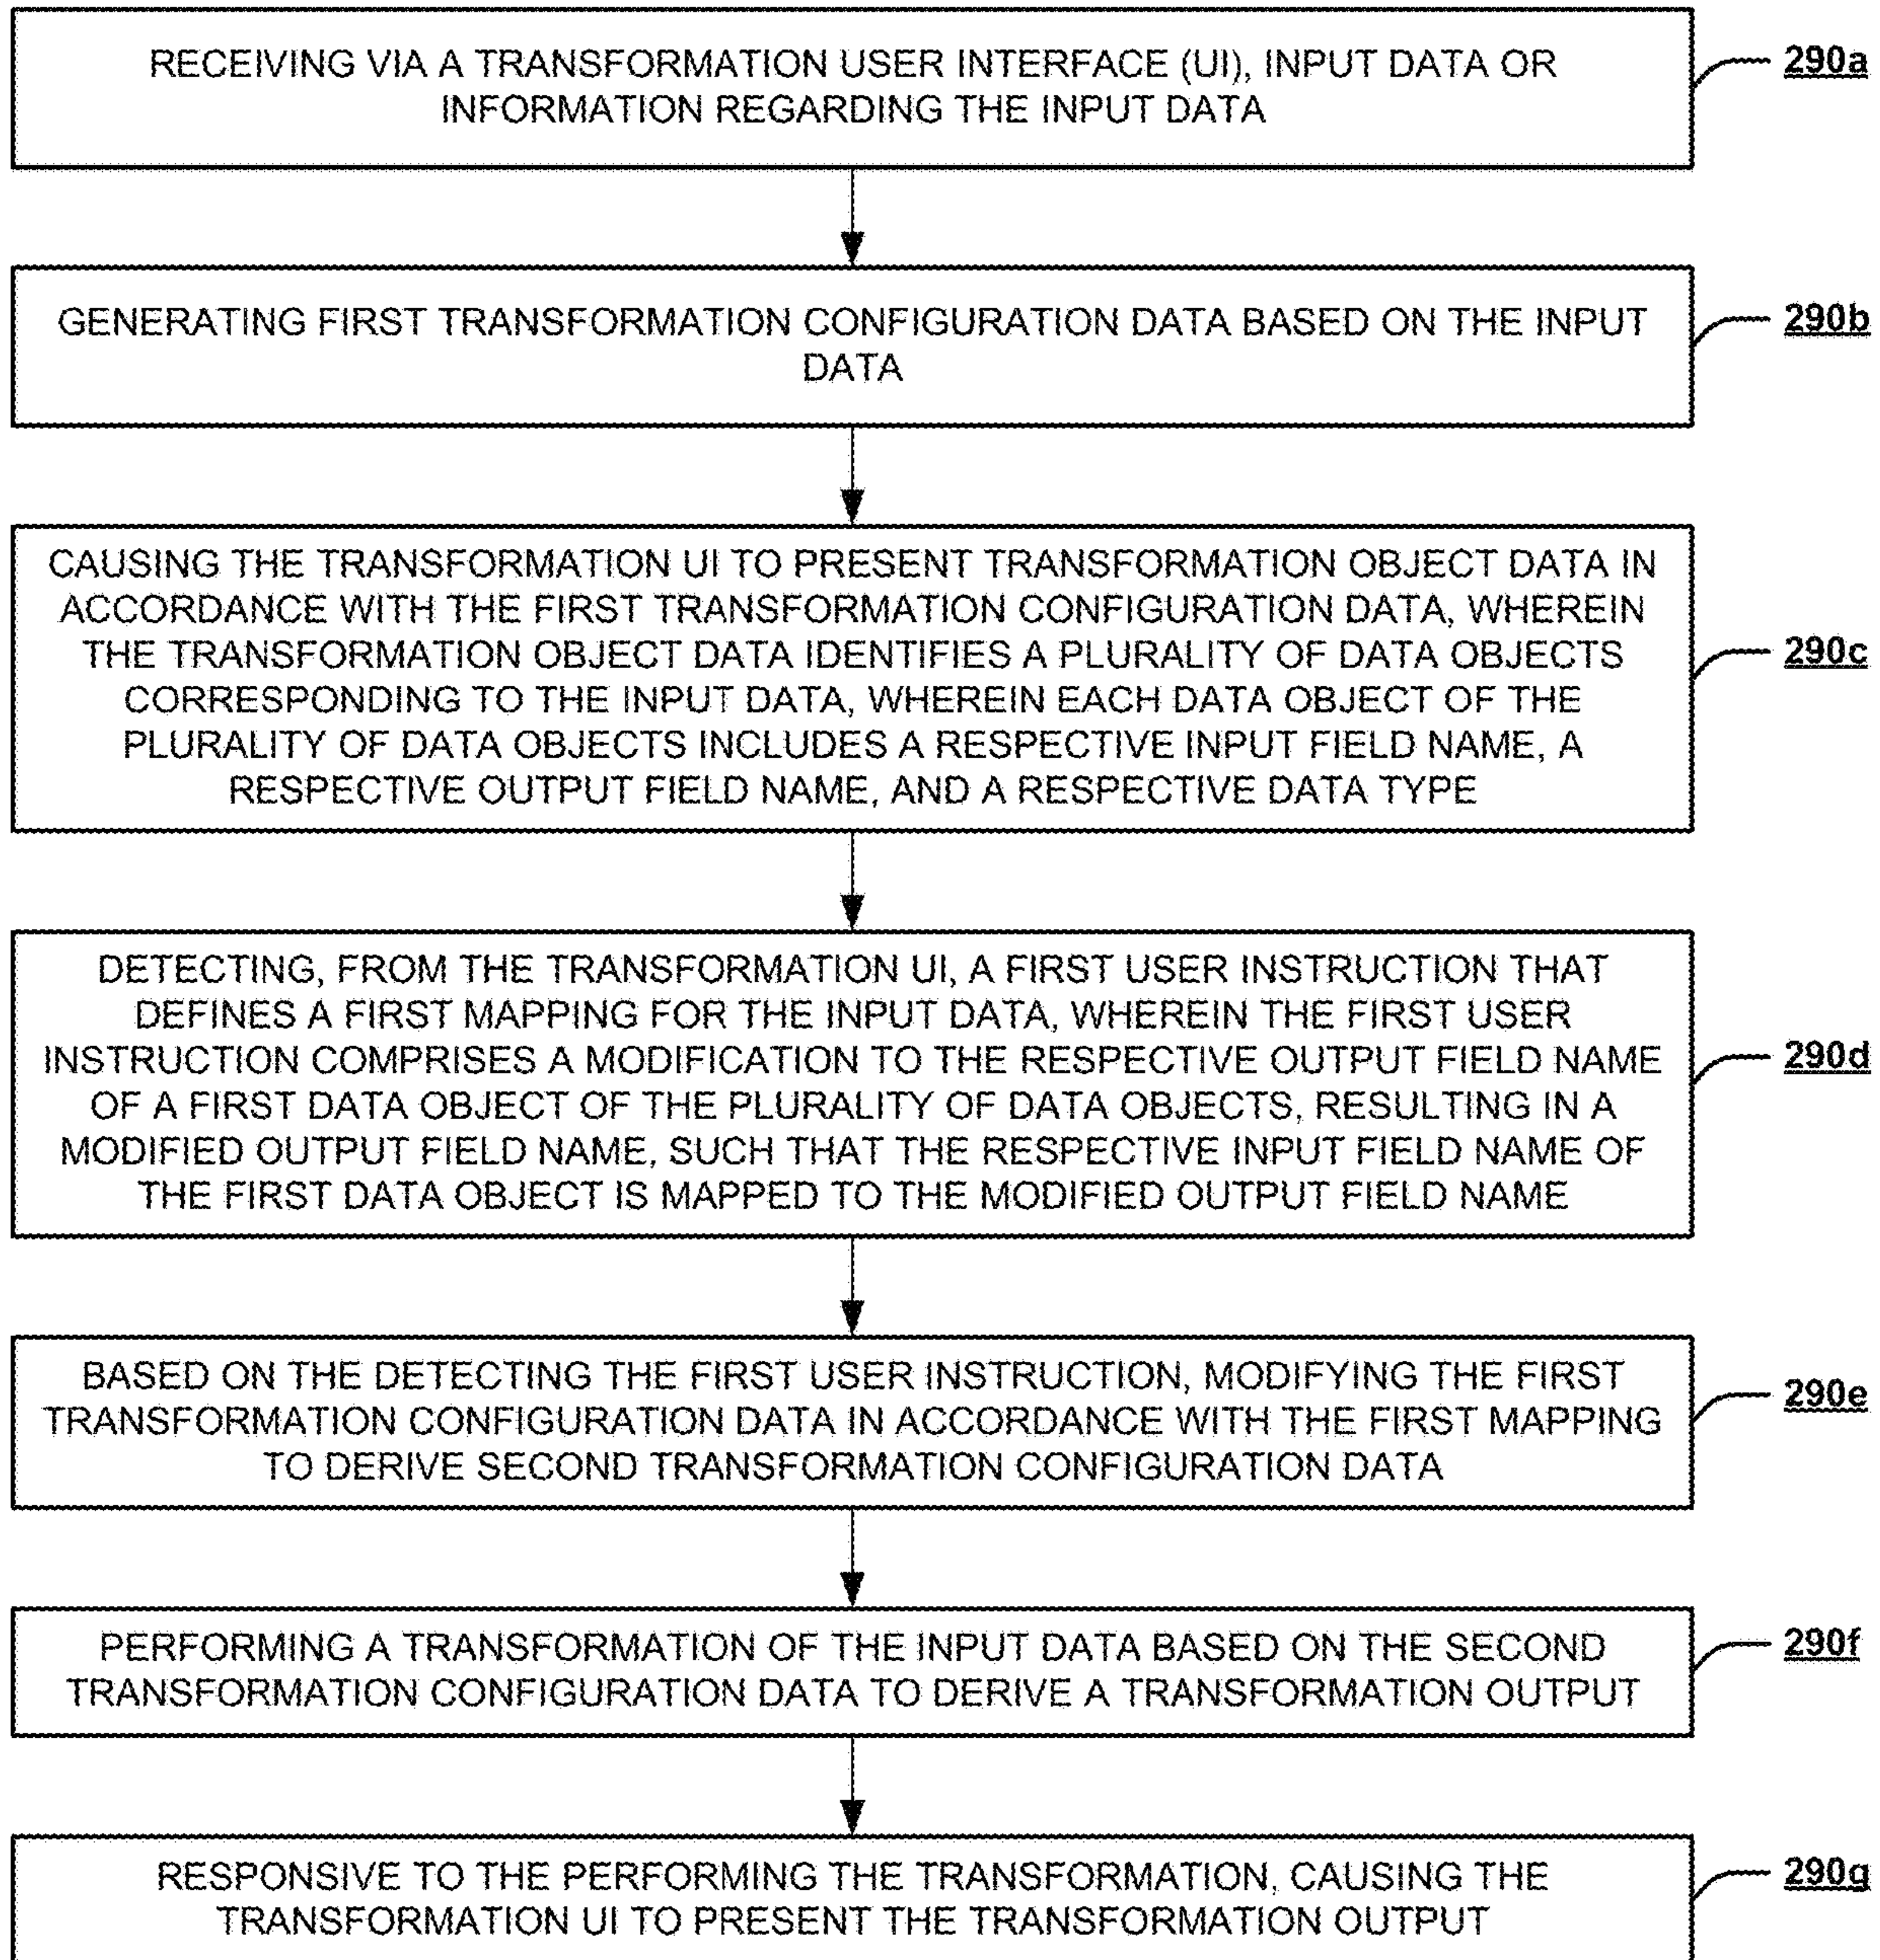 RECEIVING VIA A TRANSFORMATION USER INTERFACE (UI), INPUT DATA OR
INFORMATION REGARDING THE INPUT DATA
290a
GENERATING FIRST TRANSFORMATION CONFIGURATION DATA BASED ON THE INPUT
DATA
290b
CAUSING THE TRANSFORMATION UI TO PRESENT TRANSFORMATION OBJECT DATA IN
ACCORDANCE WITH THE FIRST TRANSFORMATION CONFIGURATION DATA, WHEREIN
THE TRANSFORMATION OBJECT DATA IDENTIFIES A PLURALITY OF DATA OBJECTS
CORRESPONDING TO THE INPUT DATA, WHEREIN EACH DATA OBJECT OF THE
PLURALITY OF DATA OBJECTS INCLUDES A RESPECTIVE INPUT FIELD NAME, A
RESPECTIVE OUTPUT FIELD NAME, AND A RESPECTIVE DATA TYPE
290c
DETECTING, FROM THE TRANSFORMATION UI, A FIRST USER INSTRUCTION THAT
DEFINES A FIRST MAPPING FOR THE INPUT DATA, WHEREIN THE FIRST USER
INSTRUCTION COMPRISES A MODIFICATION TO THE RESPECTIVE OUTPUT FIELD NAME
OF A FIRST DATA OBJECT OF THE PLURALITY OF DATA OBJECTS, RESULTING IN A
MODIFIED OUTPUT FIELD NAME, SUCH THAT THE RESPECTIVE INPUT FIELD NAME OF
THE FIRST DATA OBJECT IS MAPPED TO THE MODIFIED OUTPUT FIELD NAME
290d
BASED ON THE DETECTING THE FIRST USER INSTRUCTION, MODIFYING THE FIRST
TRANSFORMATION CONFIGURATION DATA IN ACCORDANCE WITH THE FIRST MAPPING
TO DERIVE SECOND TRANSFORMATION CONFIGURATION DATA
290e
PERFORMING A TRANSFORMATION OF THE INPUT DATA BASED ON THE SECOND
TRANSFORMATION CONFIGURATION DATA TO DERIVE A TRANSFORMATION OUTPUT
290f
RESPONSIVE TO THE PERFORMING THE TRANSFORMATION, CAUSING THE
TRANSFORMATION UI TO PRESENT THE TRANSFORMATION OUTPUT
290g